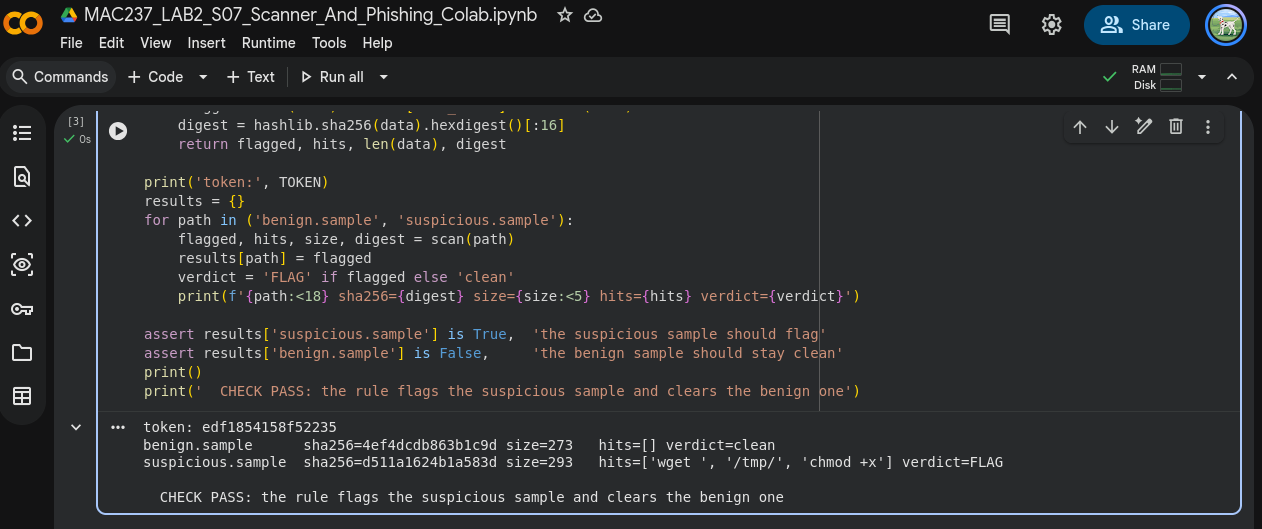 MAC237_LAB2_S07_Scanner_And_Phishing_Colab.ipynb
File Edit View Insert Runtime Tools Help
Share
Commands + Code + Text Run all
RAM
Disk
[3]
0s
digest = hashlib.sha256(data).hexdigest()[:16]
return flagged, hits, len(data), digest
print('token:', TOKEN)
results = {}
for path in ('benign.sample', 'suspicious.sample'):
flagged, hits, size, digest = scan(path)
results[path] = flagged
verdict = 'FLAG' if flagged else 'clean'
print(f'{path:<18} sha256={digest} size={size:<5} hits={hits} verdict={verdict}')
assert results['suspicious.sample'] is True,  'the suspicious sample should flag'
assert results['benign.sample'] is False,     'the benign sample should stay clean'
print()
print('  CHECK PASS: the rule flags the suspicious sample and clears the benign one')
token: edf1854158f52235
benign.sample      sha256=4ef4dcdb863b1c9d size=273   hits=[] verdict=clean
suspicious.sample  sha256=d511a1624b1a583d size=293   hits=['wget ', '/tmp/', 'chmod +x'] verdict=FLAG
CHECK PASS: the rule flags the suspicious sample and clears the benign one